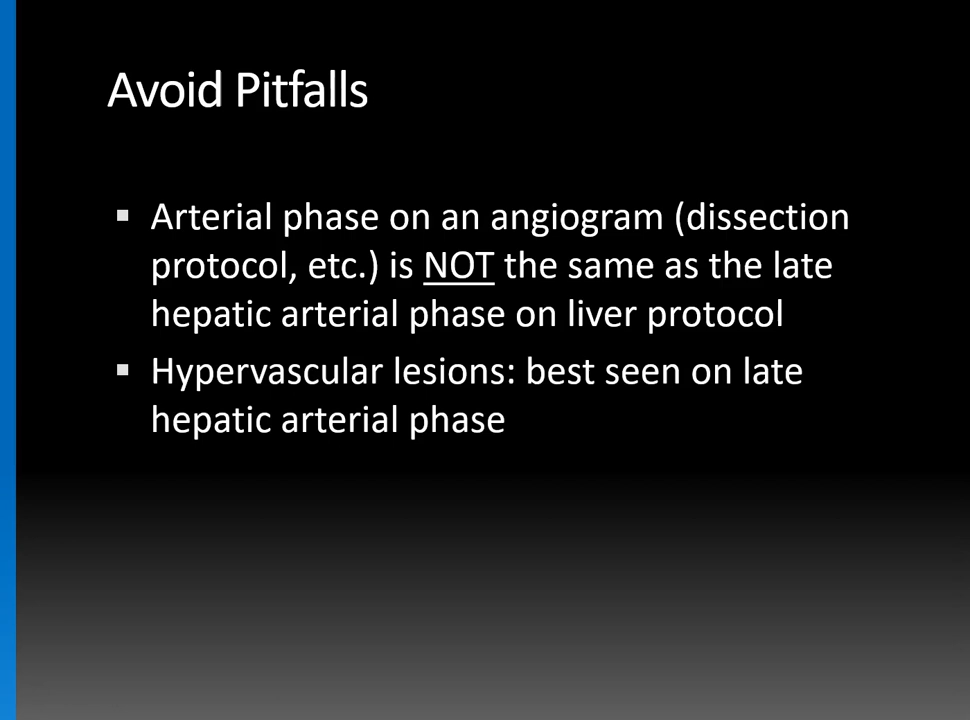 Avoid Pitfalls
▪ Arterial phase on an angiogram (dissection
protocol, etc.) is NOT the same as the late
hepatic arterial phase on liver protocol
▪ Hypervascular lesions: best seen on late
hepatic arterial phase